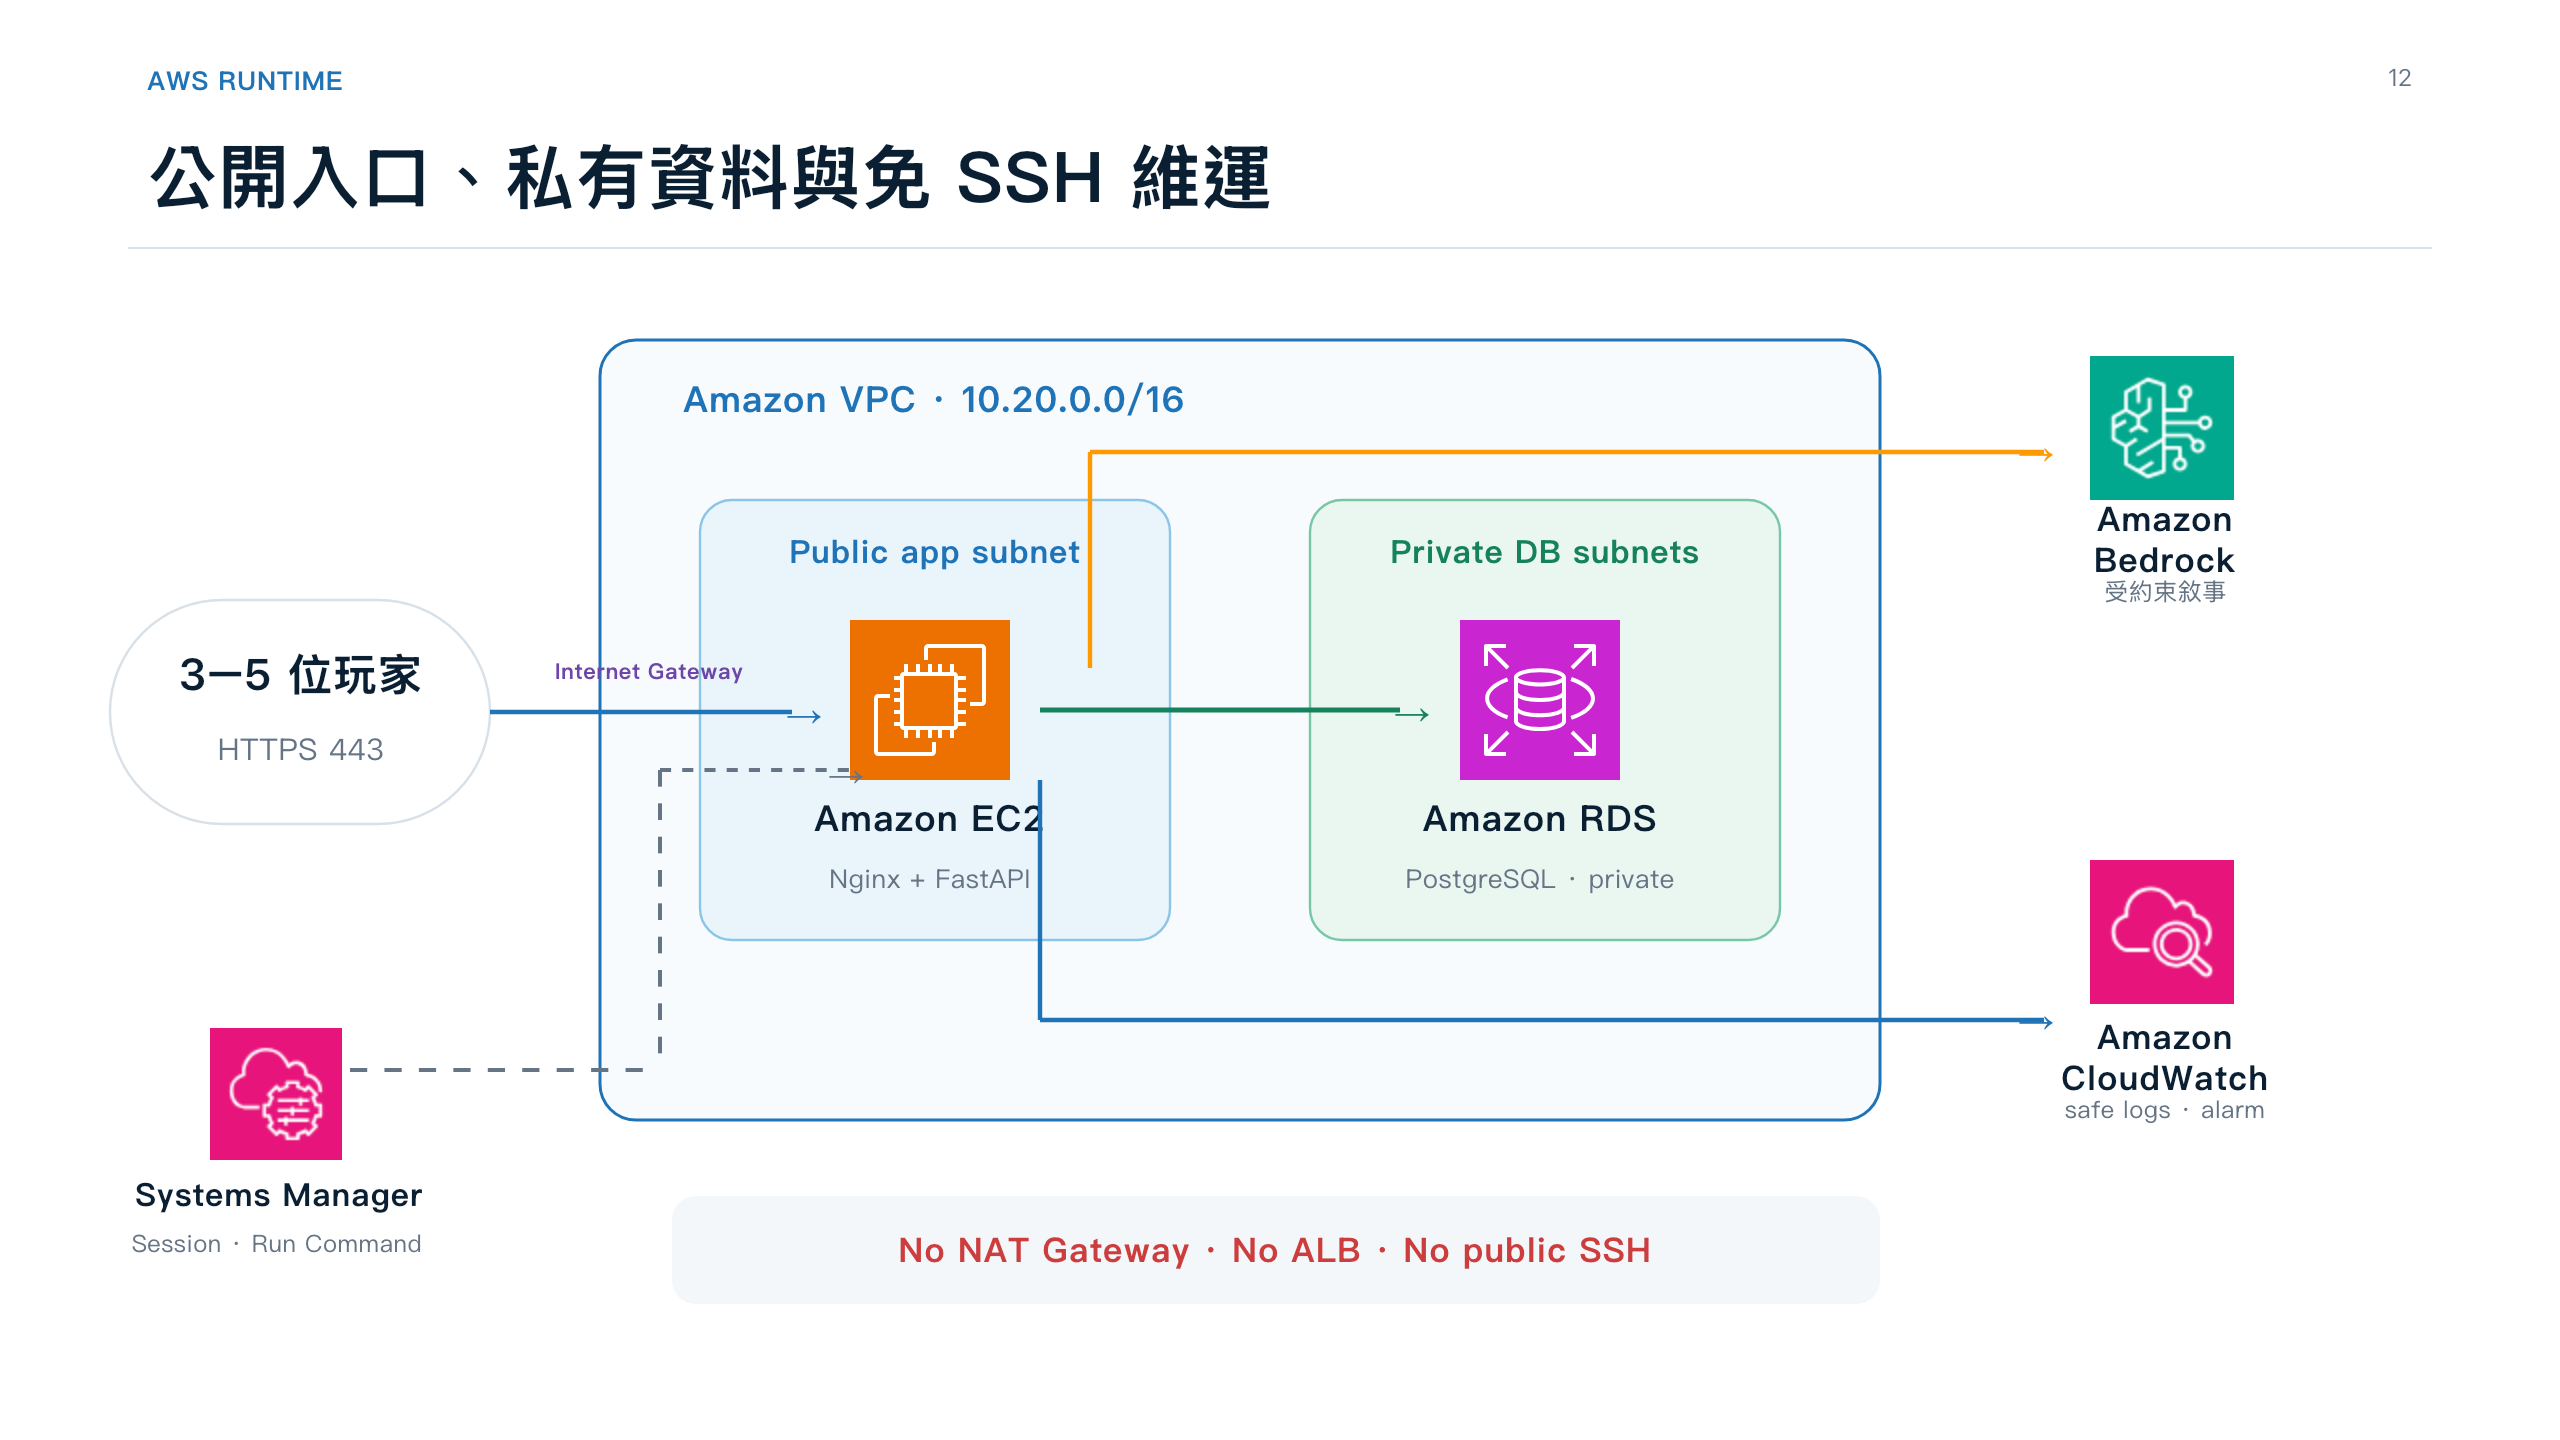 AWS RUNTIME
12
公開入口、私有資料與免 SSH 維運
Amazon VPC · 10.20.0.0/16
Public app subnet
Private DB subnets
Amazon
Bedrock
受約束敘事
3—5 位玩家
HTTPS 443
Internet Gateway
Amazon EC2
Nginx + FastAPI
Amazon RDS
PostgreSQL · private
Amazon
CloudWatch
safe logs · alarm
Systems Manager
Session · Run Command
No NAT Gateway · No ALB · No public SSH